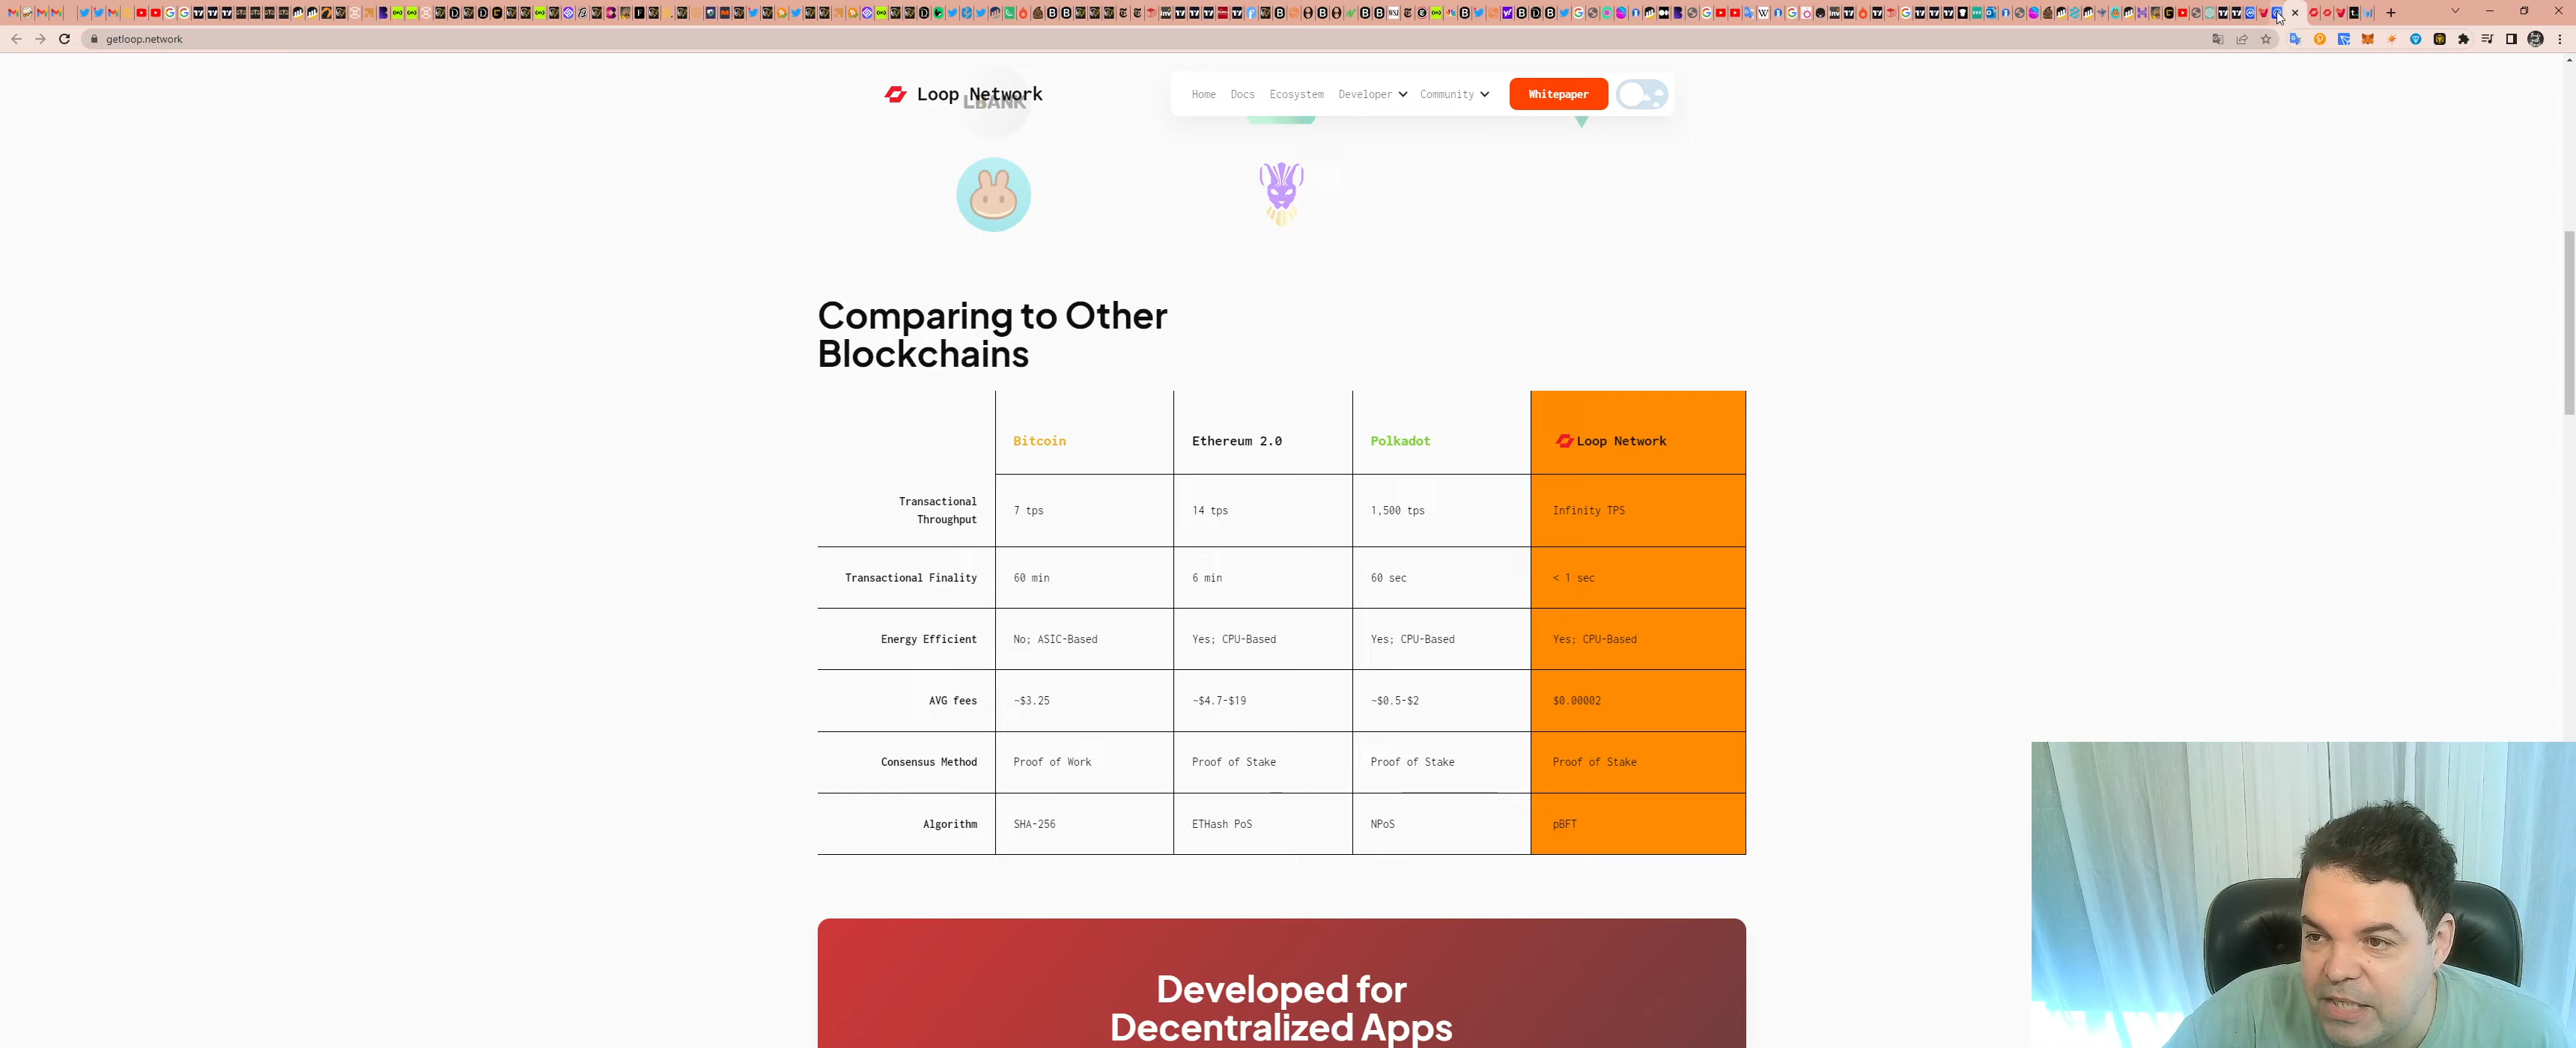 getloop.network
Loop Network
LBANK
Home Docs Ecosystem Developer Community Whitepaper
Comparing to Other
Blockchains
Bitcoin Ethereum 2.0 Polkadot Loop Network
Transactional
Throughput
7 tps 14 tps 1,500 tps Infinity TPS
Transactional Finality 60 min 6 min 60 sec < 1 sec
Energy Efficient No; ASIC-Based Yes; CPU-Based Yes; CPU-Based Yes; CPU-Based
AVG fees ~$3.25 ~$4.7-$19 ~$0.5-$2 $0.00002
Consensus Method Proof of Work Proof of Stake Proof of Stake Proof of Stake
Algorithm SHA-256 ETHash PoS NPoS pBFT
Developed for
Decentralized Apps